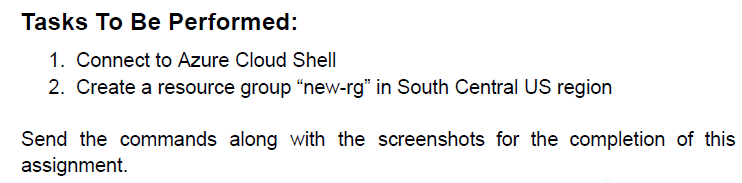 Tasks To Be Performed:
1. Connect to Azure Cloud Shell
2. Create a resource group “new-rg” in South Central US region
Send the commands along with the screenshots for the completion of this
assignment.